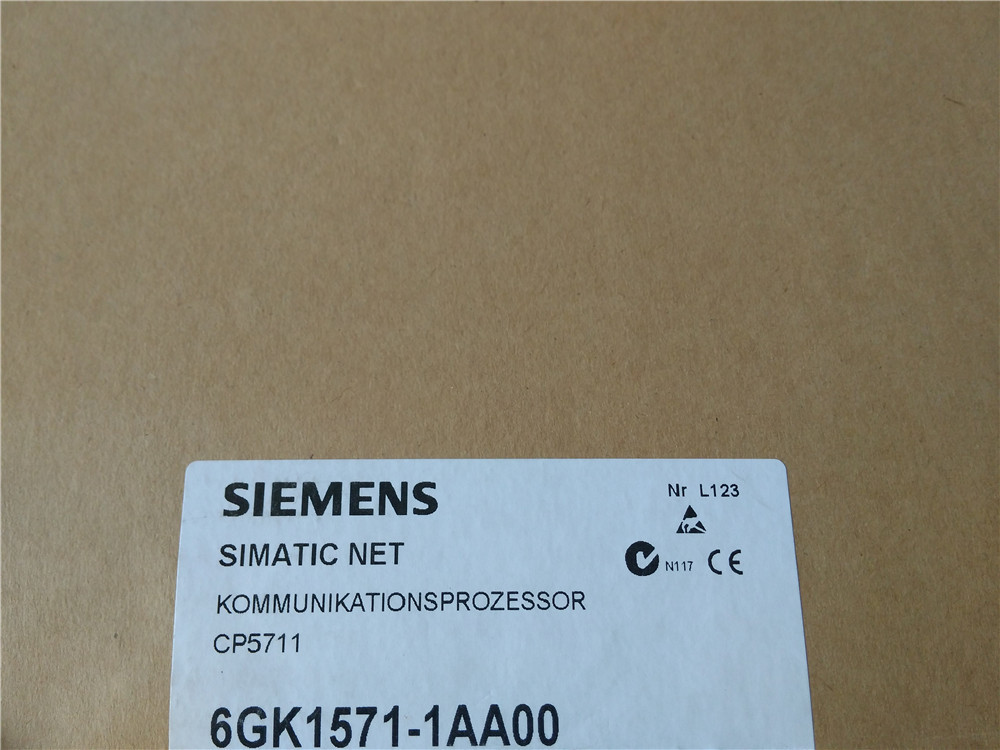 SIEMENS
Nr L123
SIMATIC NET
N117 CE
KOMMUNIKATIONSPROZESSOR
CP5711
6GK1571-1AA00